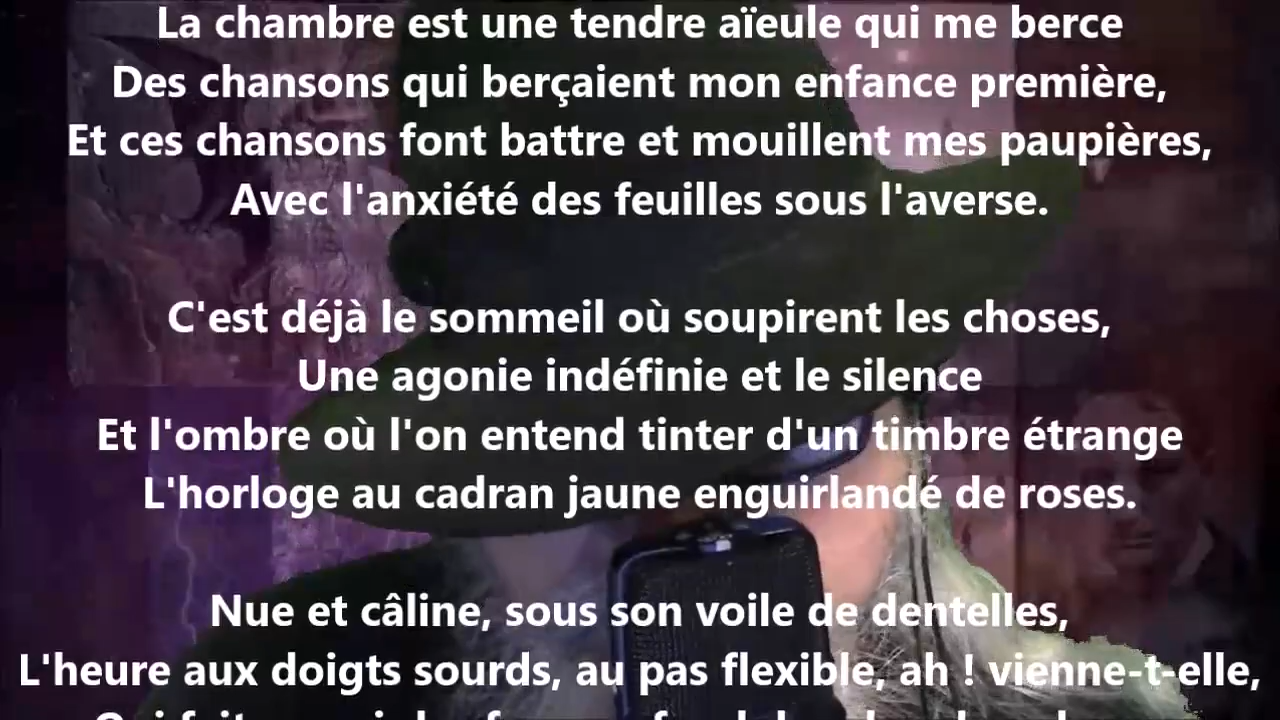 La chambre est une tendre aïeule qui me berce
Des chansons qui berçaient mon enfance première,
Et ces chansons font battre et mouillent mes paupières,
Avec l'anxiété des feuilles sous l'averse.
C'est déjà le sommeil où soupirent les choses,
Une agonie indéfinie et le silence
Et l'ombre où l'on entend tinter d'un timbre étrange
L'horloge au cadran jaune enguirlandé de roses.
Nue et câline, sous son voile de dentelles,
L'heure aux doigts sourds, au pas flexible, ah ! vienne-t-elle,